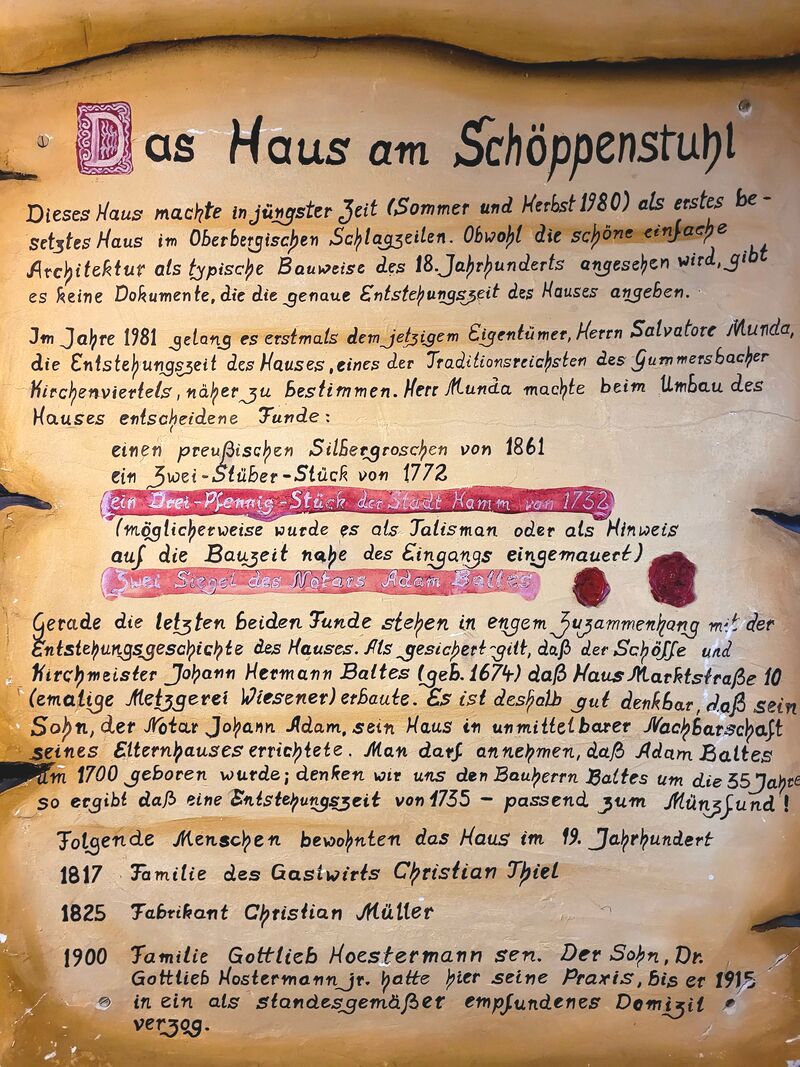 Das Haus am Schöppenstuhl
Dieses Haus machte in jüngster Zeit (Sommer und Herbst 1980) als erstes be-
setztes Haus im Oberbergischen Schlagzeilen. Obwohl die schöne einfache
Architektur als typische Bauweise des 18. Jahrhunderts angesehen wird, gibt
es keine Dokumente, die die genaue Entstehungszeit des Hauses angeben.
Im Jahre 1981 gelang es erstmals dem jetzigem Eigentümer, Herrn Salvatore Munda,
die Entstehungszeit des Hauses, eines der Traditionsreichsten des Gummersbacher
Kirchenviertels, näher zu bestimmen. Herr Munda machte beim Umbau des
Hauses entscheidene Funde:
einen preußischen Silbergroschen von 1861
ein Zwei-Stüber-Stück von 1772
ein Drei-Pfennig-Stück der Stadt Hamm von 1732
(möglicherweise wurde es als Talisman oder als Hinweis
auf die Bauzeit nahe des Eingangs eingemauert)
Zwei Siegel des Notars Adam Baltes
Gerade die letzten beiden Funde stehen in engem Zuzammenhang mit der
Entstehungsgeschichte des Hauses. Als gesichert gilt, daß der Schöffe und
Kirchmeister Johann Hermann Baltes (geb. 1674) daß Haus Marktstraße 10
(emalige Metzgerei Wiesener) erbaute. Es ist deshalb gut denkbar, daß sein
Sohn, der Notar Johann Adam, sein Haus in unmittelbarer Nachbarschaft
seines Elternhauses errichtete. Man darf annehmen, daß Adam Baltes
um 1700 geboren wurde; denken wir uns den Bauherrn Baltes um die 35 Jahre
so ergibt daß eine Entstehungszeit von 1735 – passend zum Münzfund!
Folgende Menschen bewohnten das Haus im 19. Jahrhundert
1817 Familie des Gastwirts Christian Thiel
1825 Fabrikant Christian Müller
1900 Familie Gottlieb Hoestermann sen. Der Sohn, Dr.
Gottlieb Hostermann jr. hatte hier seine Praxis, bis er 1915
in ein als standesgemäßer empfundenes Domizil
verzog.